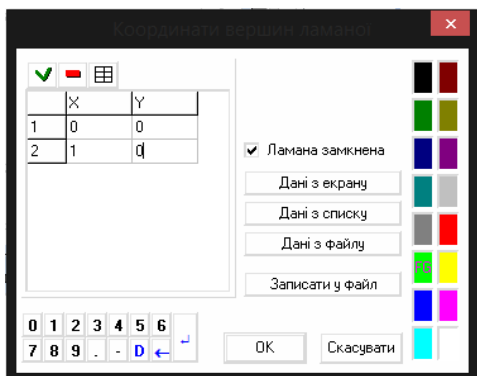 Координати вершин ламаної
X Y
1 0 0
2 1 0
Ламана замкнена
Дані з екрану
Дані з списку
Дані з файлу
Записати у файл
FG
0 1 2 3 4 5 6
7 8 9 . - D ←
OK Скасувати